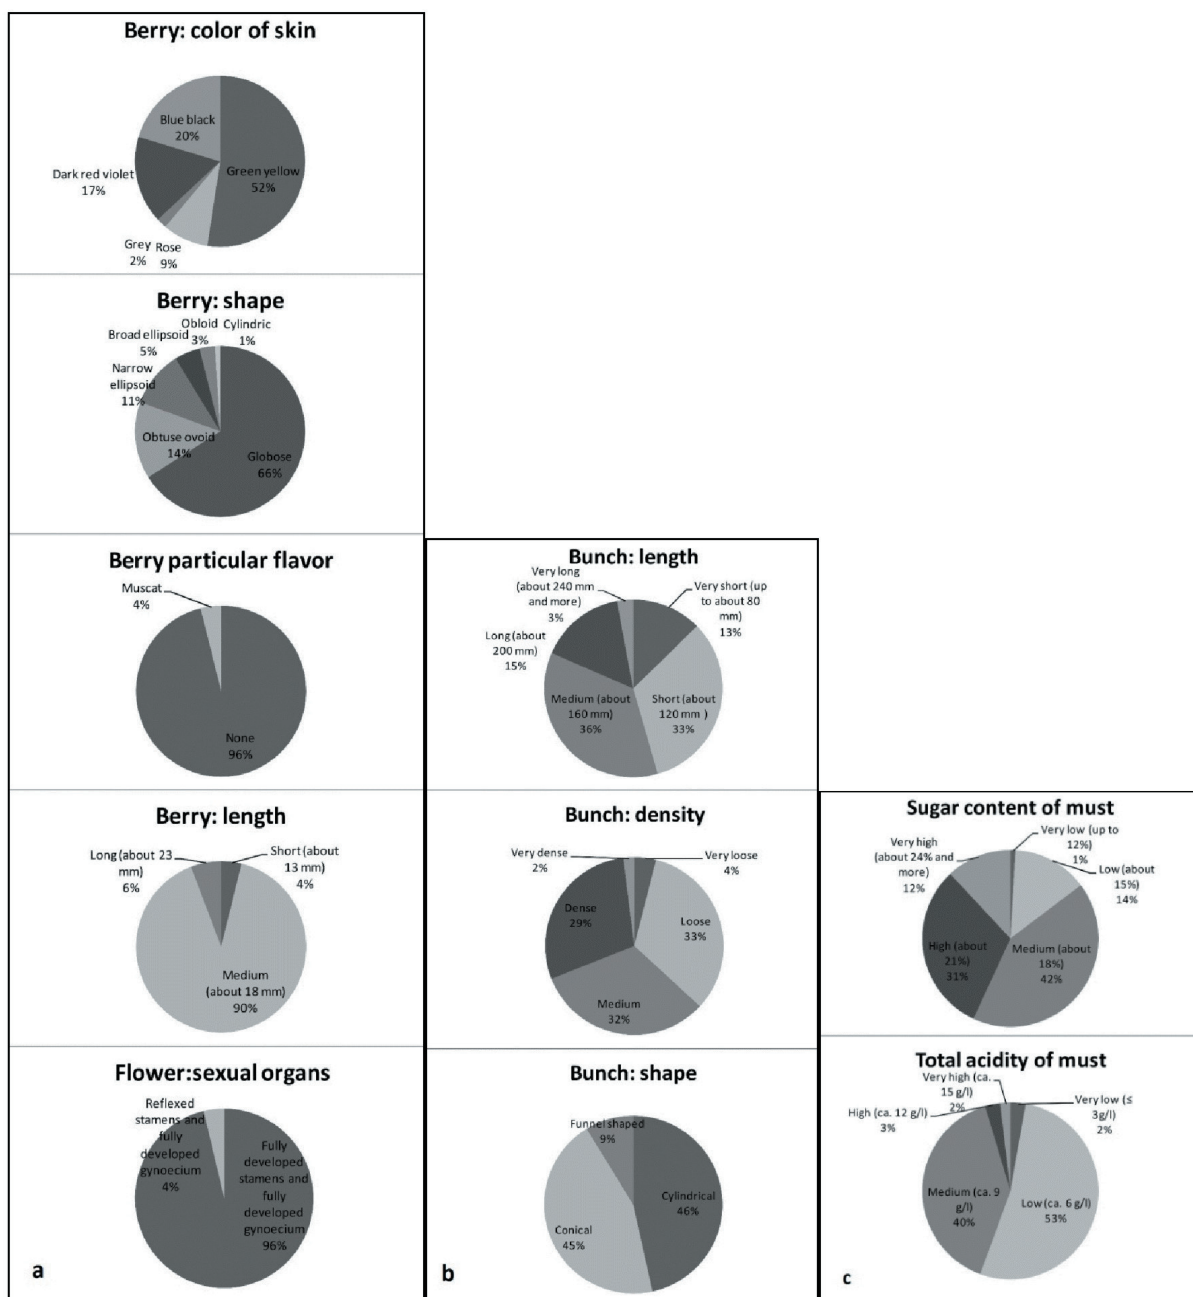 Berry: color of skin
Blue black
20%
Green yellow
52%
Dark red violet
17%
Grey
2%
Rose
9%
Berry: shape
Obloid
3%
Cylindric
1%
Broad ellipsoid
5%
Narrow
ellipsoid
11%
Obtuse ovoid
14%
Globose
66%
Berry particular flavor
Muscat
4%
None
96%
Berry: length
Long (about 23
mm)
6%
Short (about
13 mm)
4%
Medium
(about 18 mm)
90%
Flower:sexual organs
Reflexed
stamens and
fully
developed
gynoecium
4%
Fully
developed
stamens and
fully
developed
gynoecium
96%
a
Bunch: length
Very long
(about 240 mm
and more)
3%
Very short (up
to about 80
mm)
13%
Long (about
200 mm)
15%
Medium (about
160 mm)
36%
Short (about
120 mm )
33%
Bunch: density
Very dense
2%
Very loose
4%
Dense
29%
Loose
33%
Medium
32%
Bunch: shape
Funnel shaped
9%
Cylindrical
46%
Conical
45%
b
Sugar content of must
Very high
(about 24% and
more)
12%
Very low (up to
12%)
1%
Low (about
15%)
14%
High (about
21%)
31%
Medium (about
18%)
42%
Total acidity of must
Very high (ca.
15 g/l)
2%
Very low (≤
3g/l)
2%
High (ca. 12 g/l)
3%
Medium (ca. 9
g/l)
40%
Low (ca. 6 g/l)
53%
c